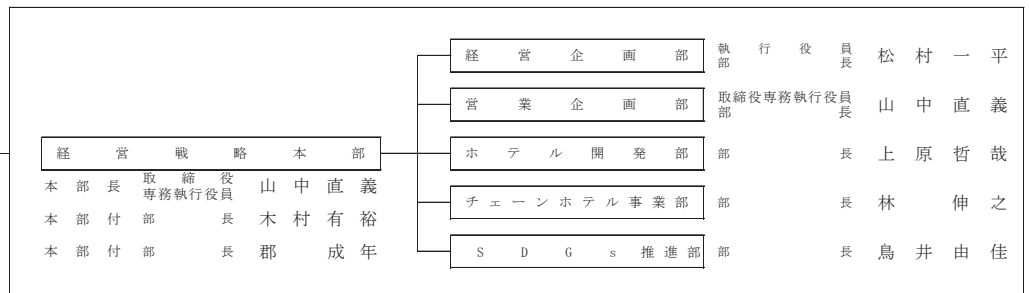 経営戦略本部
本部長 取締役 専務執行役員 山中直義
本部付 部長 木村有裕
本部付 部長 郡成年
経営企画部 執行役員 部長 松村一平
営業企画部 取締役専務執行役員 部長 山中直義
ホテル開発部 部長 上原哲哉
チェーンホテル事業部 部長 林伸之
SDGs推進部 部長 鳥井由佳